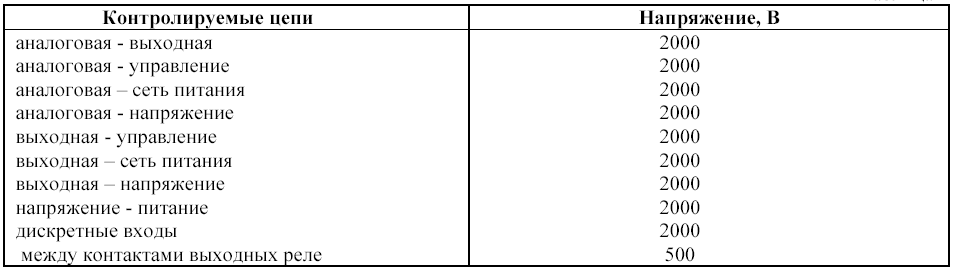 Контролируемые цепи Напряжение, В
аналоговая - выходная 2000
аналоговая - управление 2000
аналоговая – сеть питания 2000
аналоговая - напряжение 2000
выходная - управление 2000
выходная – сеть питания 2000
выходная – напряжение 2000
напряжение - питание 2000
дискретные входы 2000
между контактами выходных реле 500